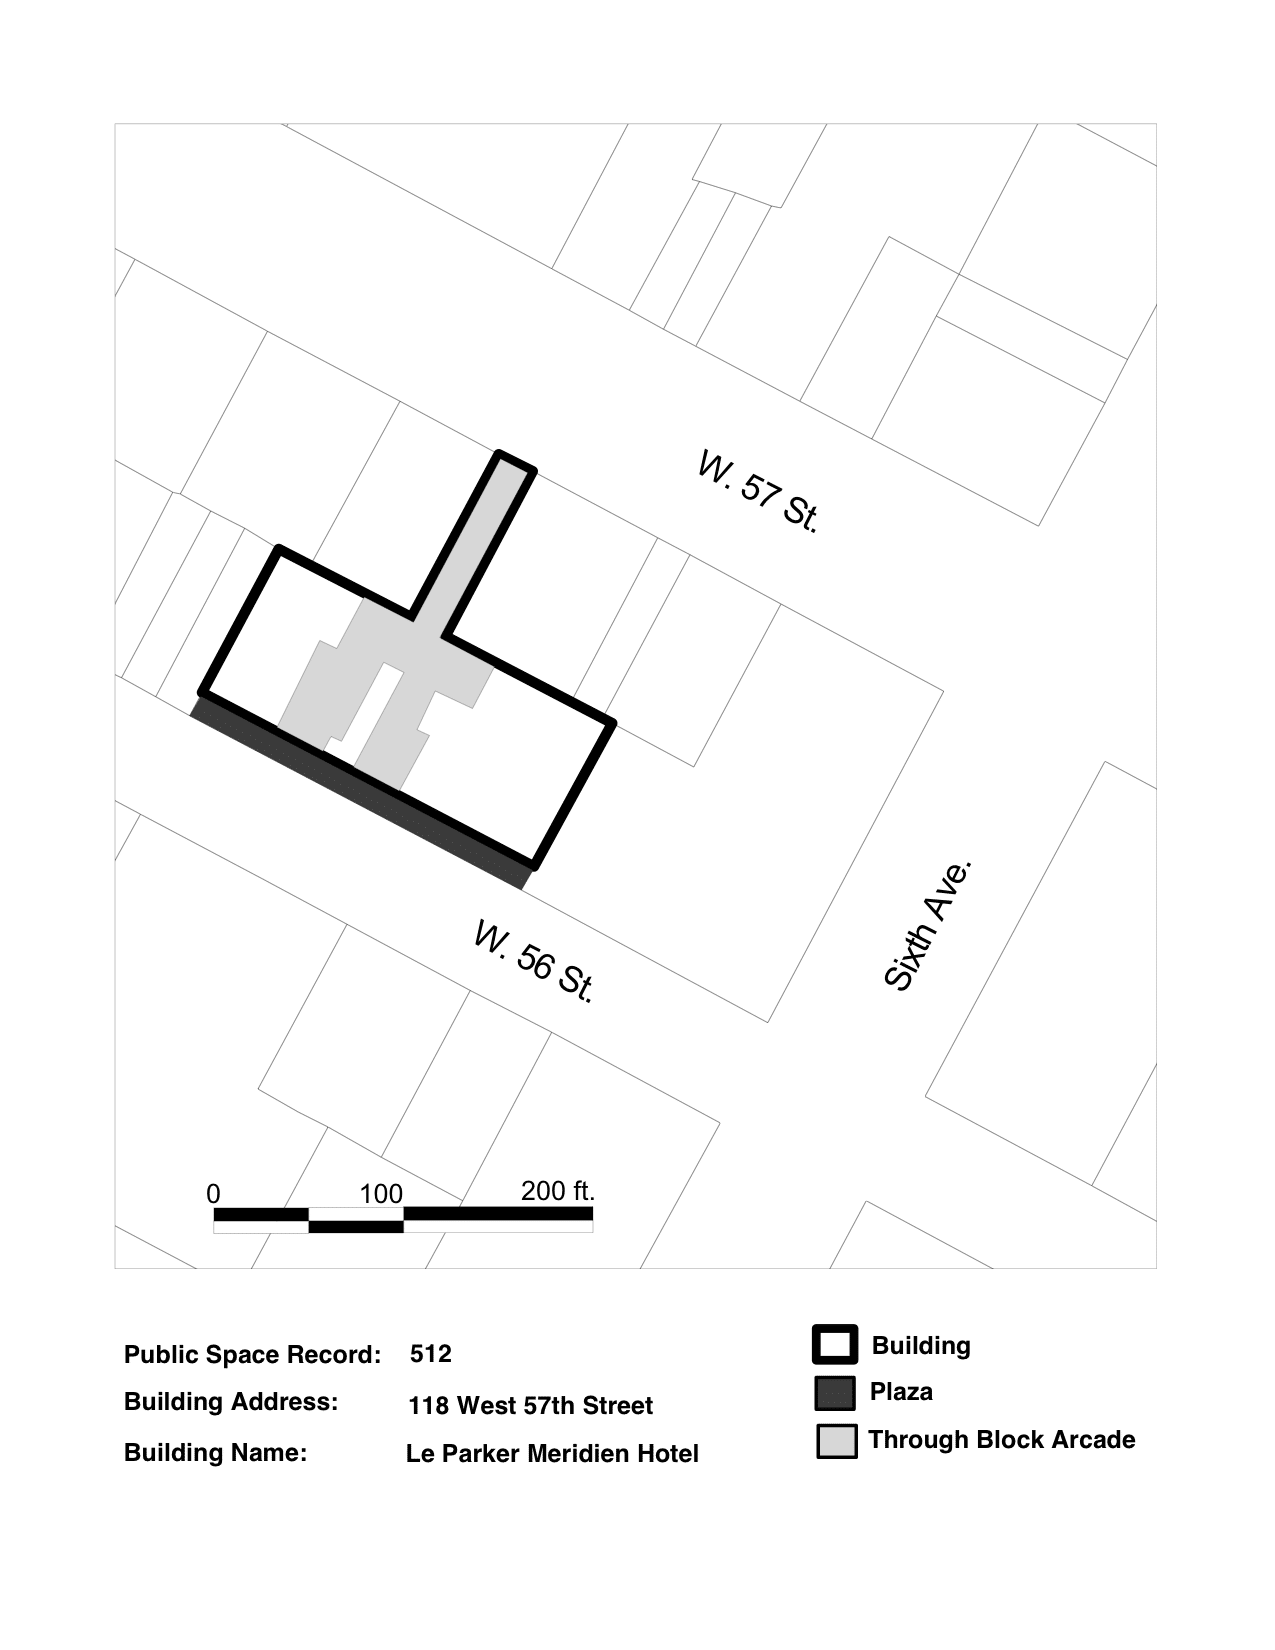 W. 57 St.
Sixth Ave.
W. 56 St.
0 100 200 ft.
Public Space Record: 512
Building Address: 118 West 57th Street
Building Name: Le Parker Meridien Hotel
Building
Plaza
Through Block Arcade